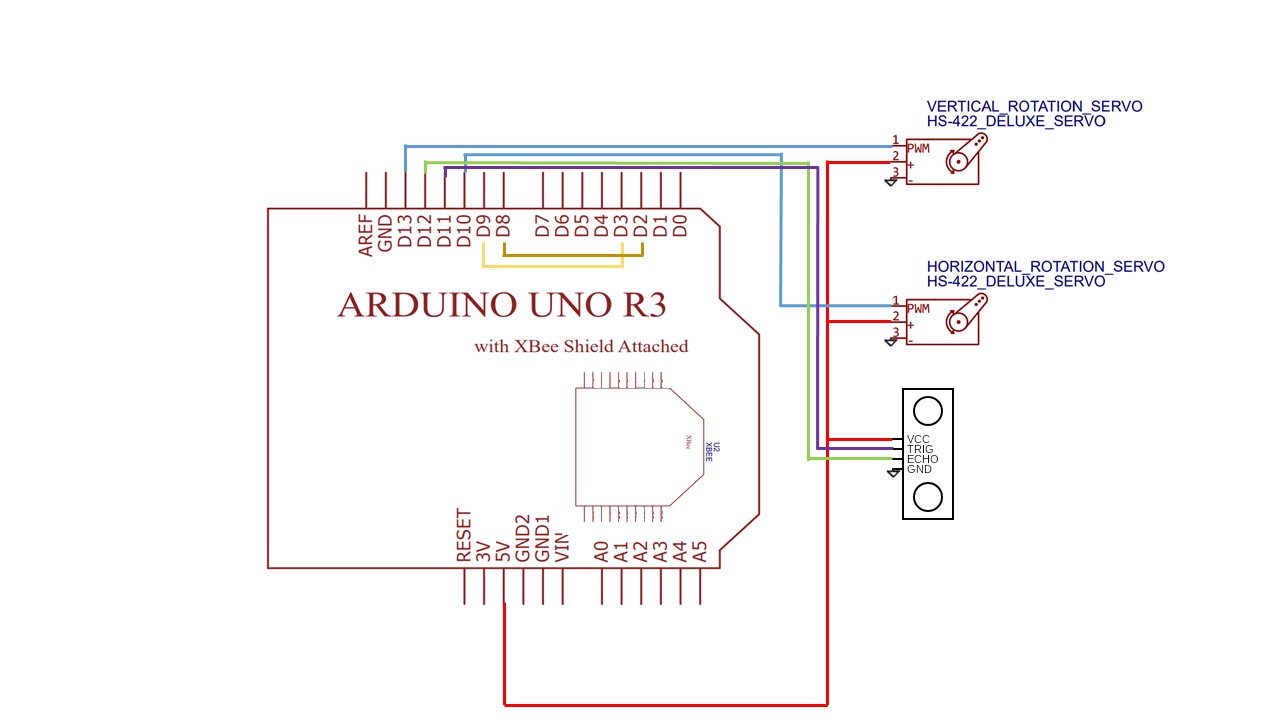 VERTICAL_ROTATION_SERVO
HS-422_DELUXE_SERVO
1
PWM
2
+
3
-
AREF
GND
D13
D12
D11
D10
D9
D8
D7
D6
D5
D4
D3
D2
D1
D0
HORIZONTAL_ROTATION_SERVO
HS-422_DELUXE_SERVO
1
PWM
2
+
3
-
ARDUINO UNO R3
with XBee Shield Attached
XBee
U2
XBEE
VCC
TRIG
ECHO
GND
RESET
3V
5V
GND2
GND1
VIN
A0
A1
A2
A3
A4
A5